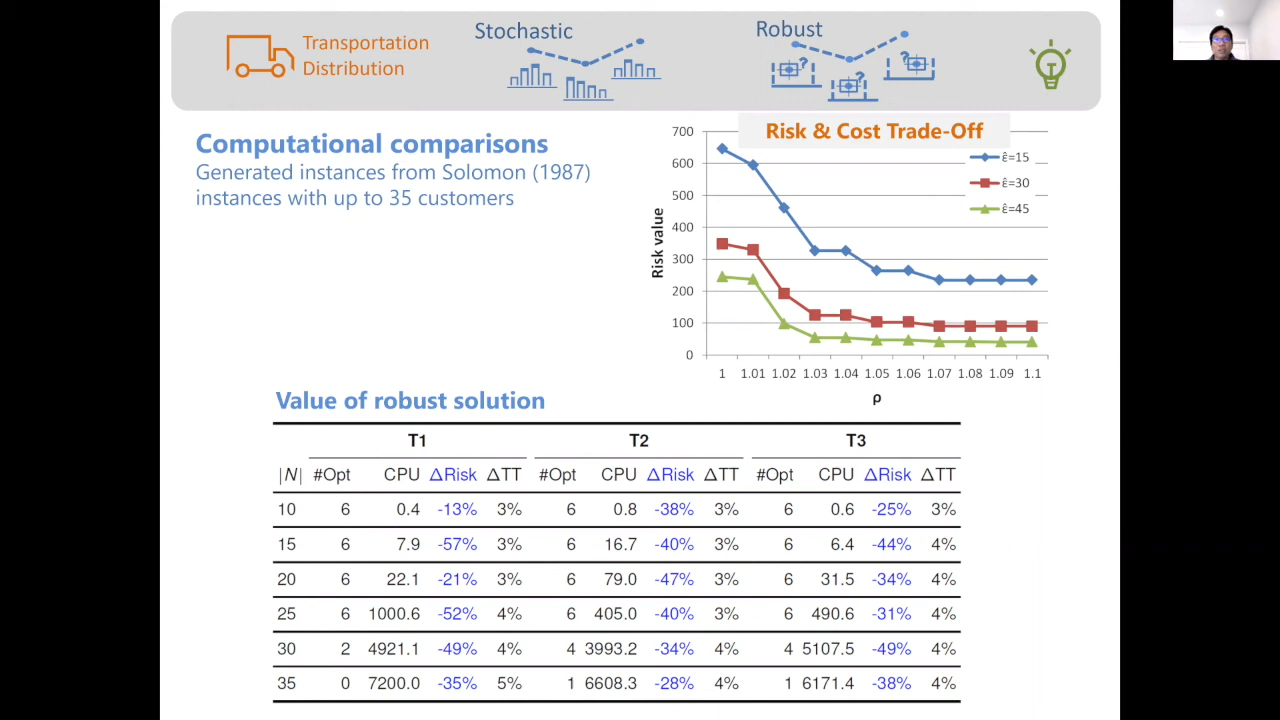 Transportation
Distribution
Stochastic
Robust
Computational comparisons
Generated instances from Solomon (1987)
instances with up to 35 customers
Risk & Cost Trade-Off
Risk value
700
600
500
400
300
200
100
0
1 1.01 1.02 1.03 1.04 1.05 1.06 1.07 1.08 1.09 1.1
ρ
ε̂=15
ε̂=30
ε̂=45
Value of robust solution
T1 T2 T3
|N| #Opt CPU ΔRisk ΔTT #Opt CPU ΔRisk ΔTT #Opt CPU ΔRisk ΔTT
10 6 0.4 -13% 3% 6 0.8 -38% 3% 6 0.6 -25% 3%
15 6 7.9 -57% 3% 6 16.7 -40% 3% 6 6.4 -44% 4%
20 6 22.1 -21% 3% 6 79.0 -47% 3% 6 31.5 -34% 4%
25 6 1000.6 -52% 4% 6 405.0 -40% 3% 6 490.6 -31% 4%
30 2 4921.1 -49% 4% 4 3993.2 -34% 4% 4 5107.5 -49% 4%
35 0 7200.0 -35% 5% 1 6608.3 -28% 4% 1 6171.4 -38% 4%